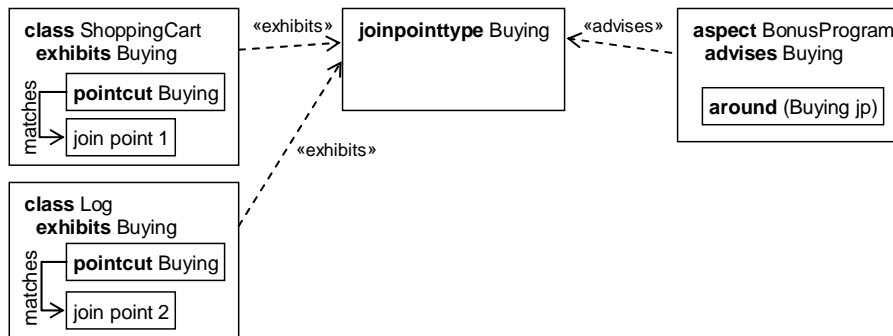 class ShoppingCart
exhibits Buying
pointcut Buying
matches
join point 1
«exhibits»
joinpointtype Buying
«advises»
aspect BonusProgram
advises Buying
around (Buying jp)
«exhibits»
class Log
exhibits Buying
pointcut Buying
matches
join point 2